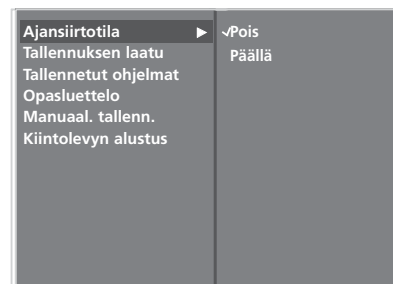 Ajansiirtotila ▶
Tallennuksen laatu
Tallennetut ohjelmat
Opasluettelo
Manuaal. tallenn.
Kiintolevyn alustus
✓Pois
Päällä